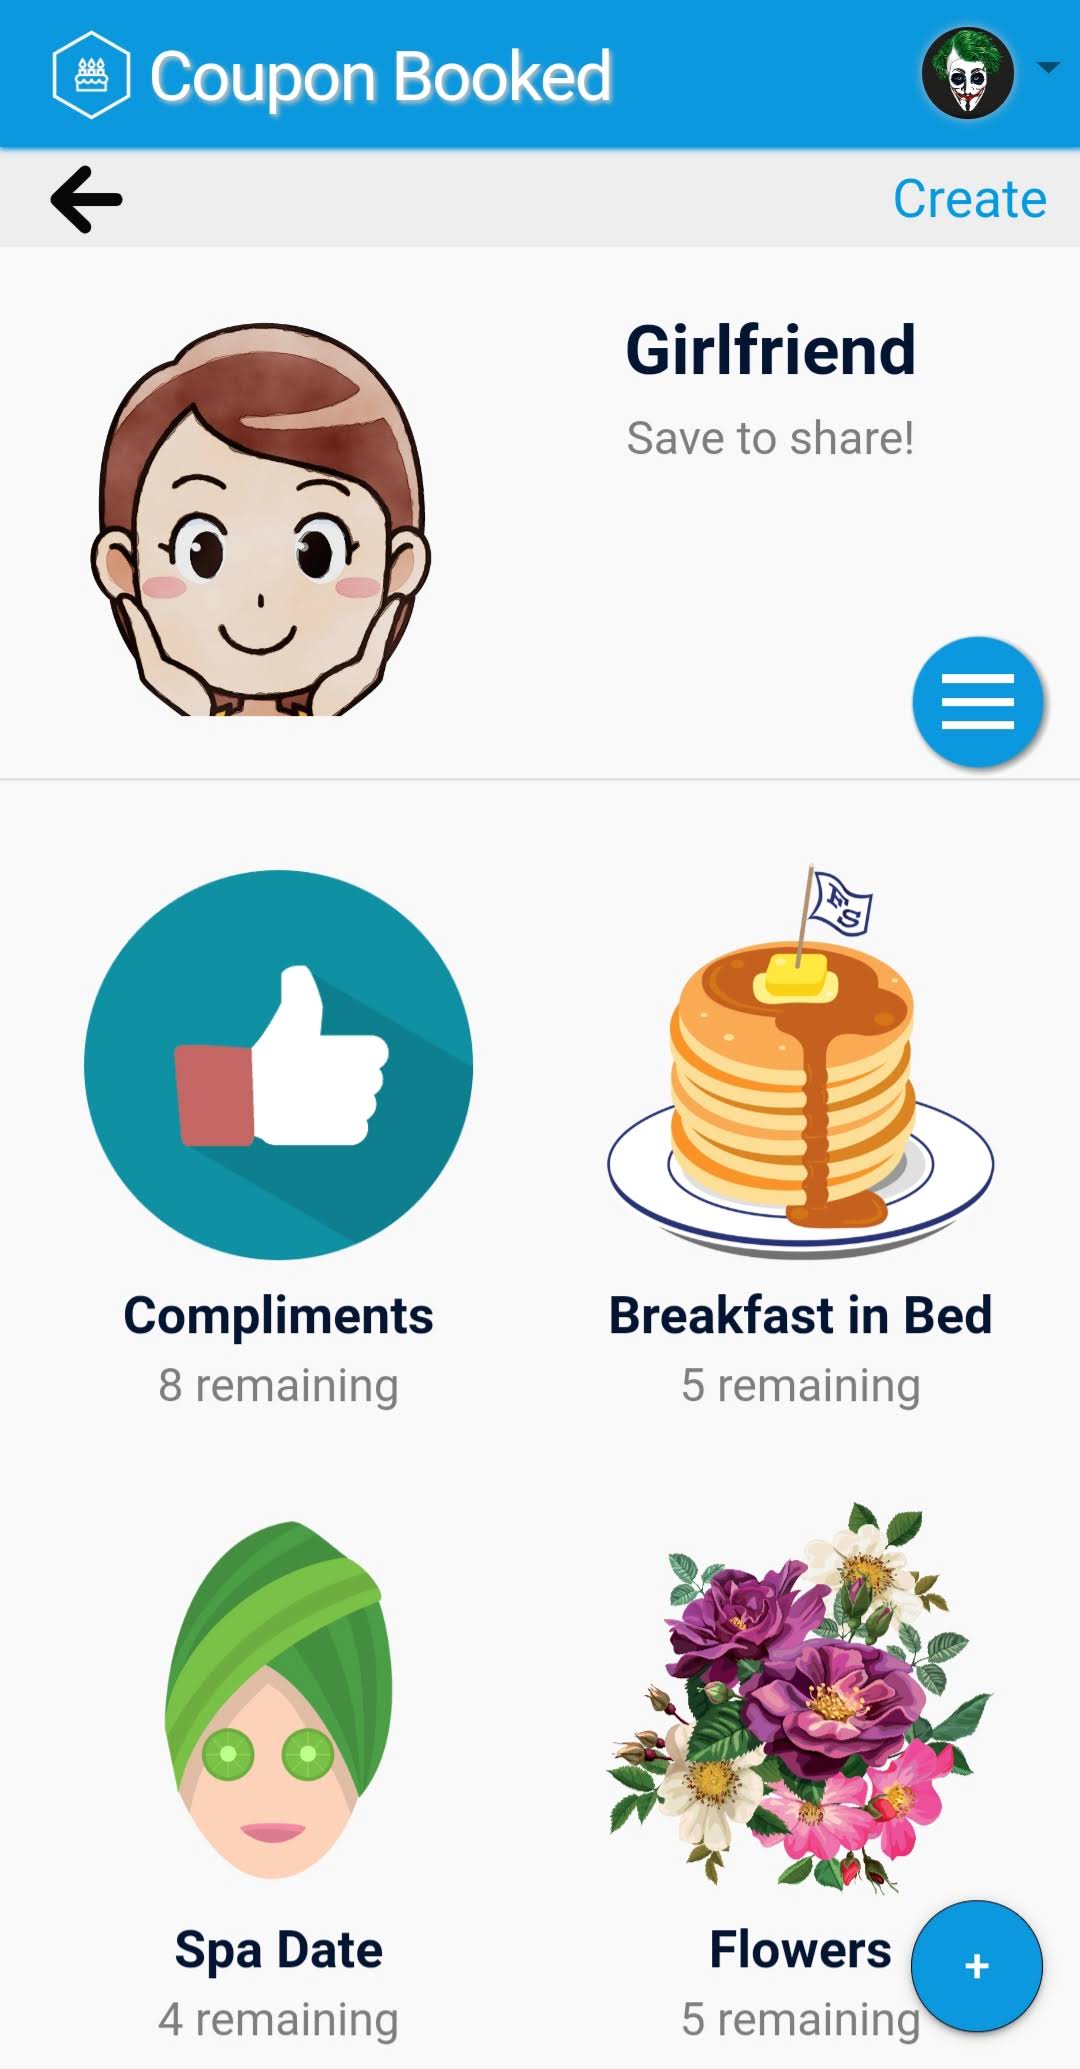 Coupon Booked
Create
Girlfriend
Save to share!
FS
Compliments
8 remaining
Breakfast in Bed
5 remaining
Spa Date
4 remaining
Flowers
5 remaining
+